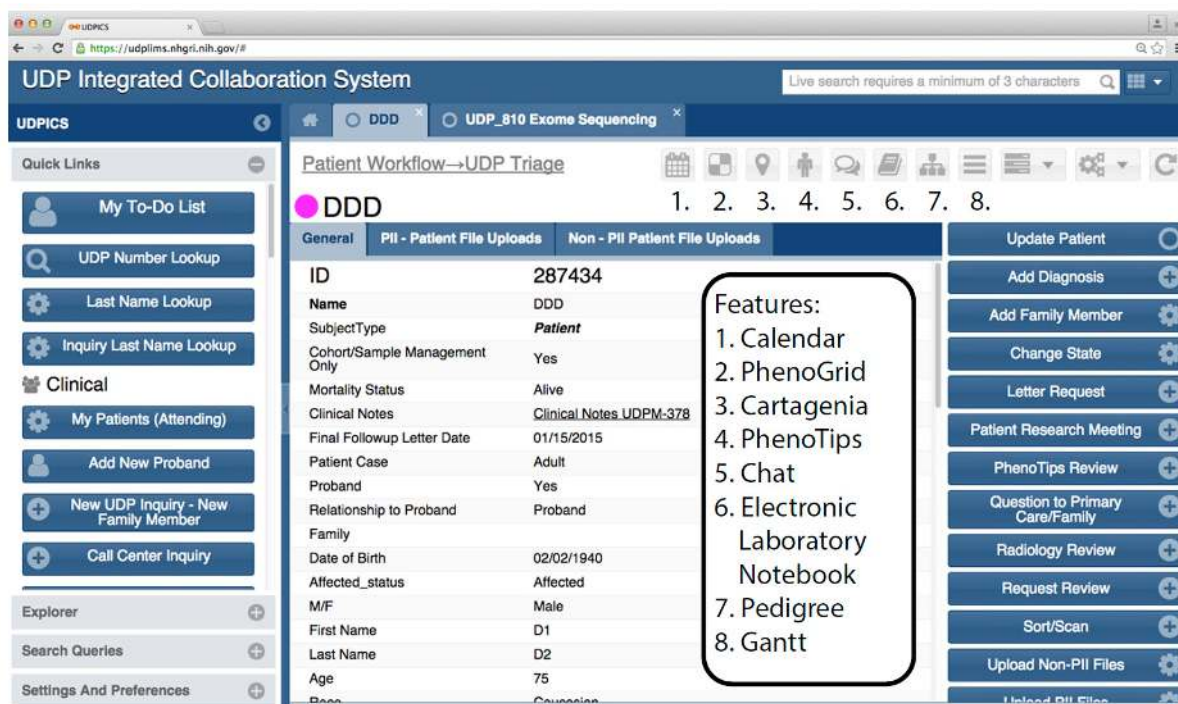 UDPICS
https://udplims.nhgri.nih.gov/#
UDP Integrated Collaboration System
Live search requires a minimum of 3 characters
UDPICS
DDD
UDP_810 Exome Sequencing
Quick Links
My To-Do List
UDP Number Lookup
Last Name Lookup
Inquiry Last Name Lookup
Clinical
My Patients (Attending)
Add New Proband
New UDP Inquiry - New
Family Member
Call Center Inquiry
Explorer
Search Queries
Settings And Preferences
Patient Workflow→UDP Triage
1. 2. 3. 4. 5. 6. 7. 8.
DDD
General PII - Patient File Uploads Non - PII Patient File Uploads
ID 287434
Name DDD
SubjectType Patient
Cohort/Sample Management
Only Yes
Mortality Status Alive
Clinical Notes Clinical Notes UDPM-378
Final Followup Letter Date 01/15/2015
Patient Case Adult
Proband Yes
Relationship to Proband Proband
Family
Date of Birth 02/02/1940
Affected_status Affected
M/F Male
First Name D1
Last Name D2
Age 75
Race Caucasian
Features:
1. Calendar
2. PhenoGrid
3. Cartagenia
4. PhenoTips
5. Chat
6. Electronic
Laboratory
Notebook
7. Pedigree
8. Gantt
Update Patient
Add Diagnosis
Add Family Member
Change State
Letter Request
Patient Research Meeting
PhenoTips Review
Question to Primary
Care/Family
Radiology Review
Request Review
Sort/Scan
Upload Non-PII Files
Upload PII Files